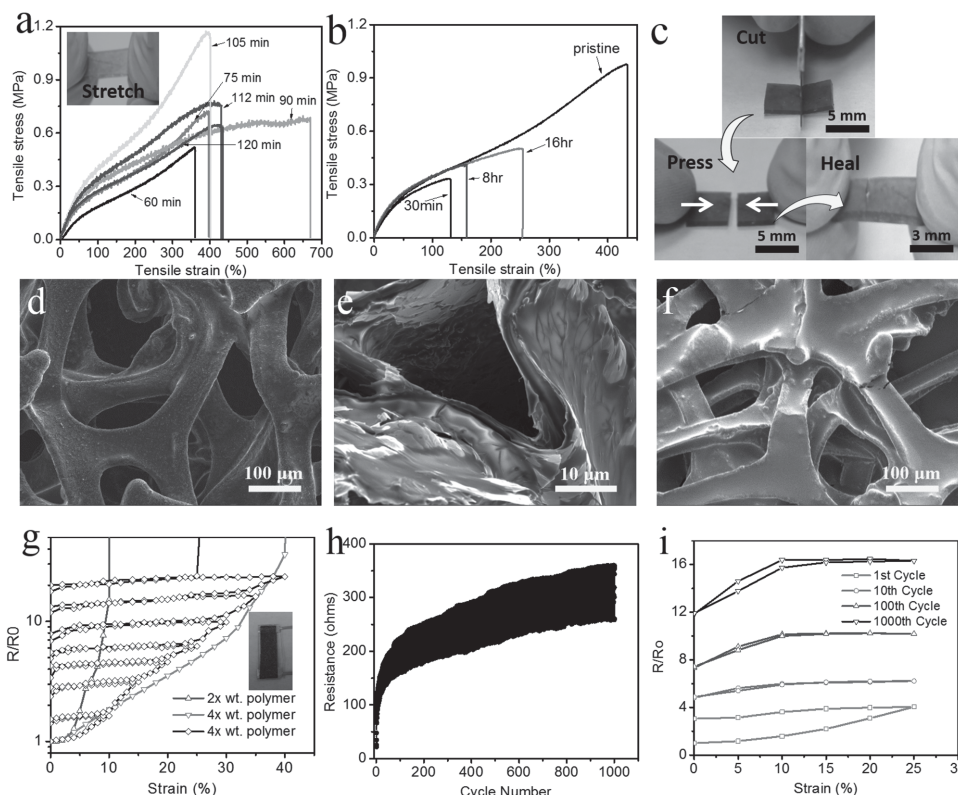 a
1.2
0.9
0.6
0.3
0.0
Tensile stress (MPa)
0 100 200 300 400 500 600 700
Tensile strain (%)
Stretch
105 min
75 min
112 min
90 min
120 min
60 min
b
1.2
0.9
0.6
0.3
0.0
Tensile stress (MPa)
0 100 200 300 400
Tensile strain (%)
pristine
16hr
8hr
30min
c
Cut
5 mm
Press
5 mm
Heal
3 mm
d
100 μm
e
10 μm
f
100 μm
g
10
1
R/R0
0 10 20 30 40
Strain (%)
2x wt. polymer
4x wt. polymer
4x wt. polymer
h
400
300
200
100
0
Resistance (ohms)
0 200 400 600 800 1000
Cycle Number
i
16
12
8
4
0
R/Ro
0 5 10 15 20 25 3
Strain (%)
1st Cycle
10th Cycle
100th Cycle
1000th Cycle